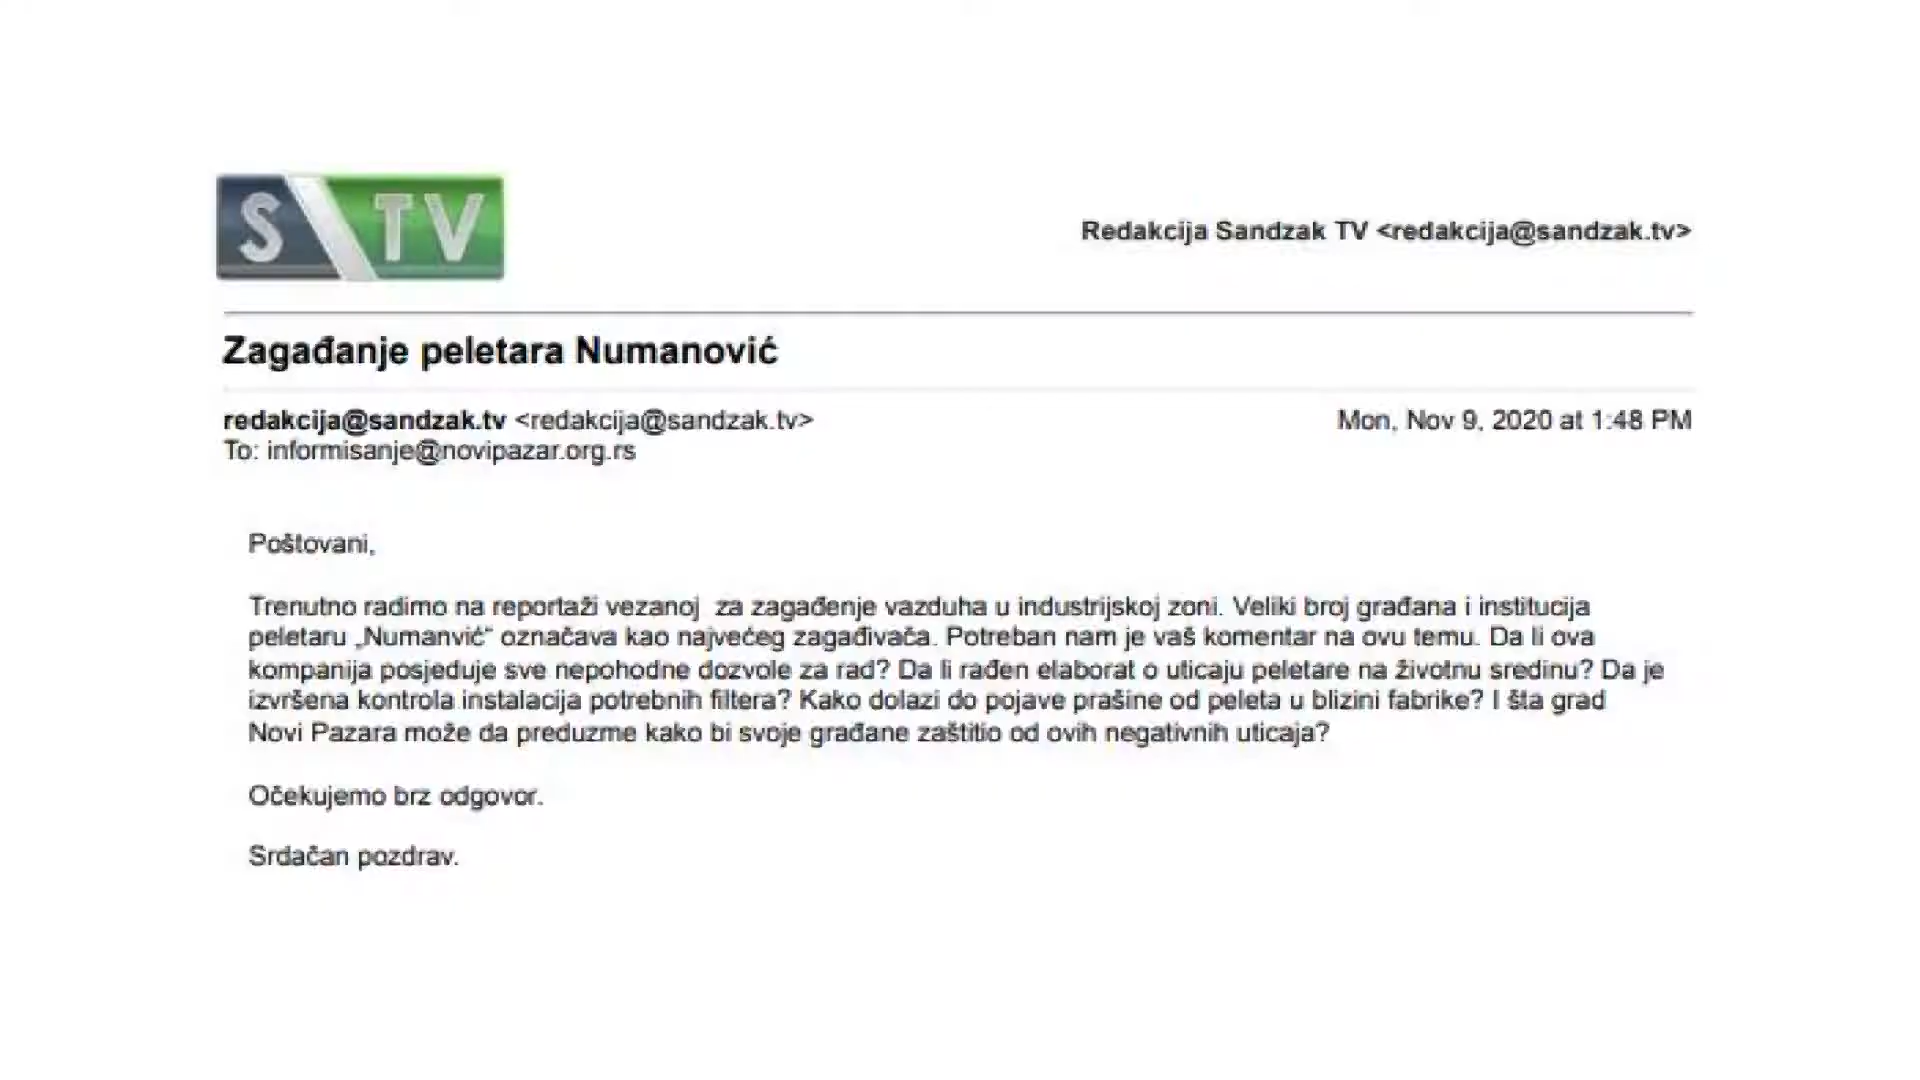 S TV
Redakcija Sandzak TV <redakcija@sandzak.tv>
Zagađanje peletara Numanović
redakcija@sandzak.tv <redakcija@sandzak.tv>
Mon, Nov 9, 2020 at 1:48 PM
To: informisanje@novipazar.org.rs
Poštovani,
Trenutno radimo na reportaži vezanoj za zagađenje vazduha u industrijskoj zoni. Veliki broj građana i institucija
peletaru „Numanvić“ označava kao najvećeg zagađivača. Potreban nam je vaš komentar na ovu temu. Da li ova
kompanija posjeduje sve nepohodne dozvole za rad? Da li rađen elaborat o uticaju peletare na životnu sredinu? Da je
izvršena kontrola instalacija potrebnih filtera? Kako dolazi do pojave prašine od peleta u blizini fabrike? I šta grad
Novi Pazara može da preduzme kako bi svoje građane zaštitio od ovih negativnih uticaja?
Očekujemo brz odgovor.
Srdačan pozdrav.